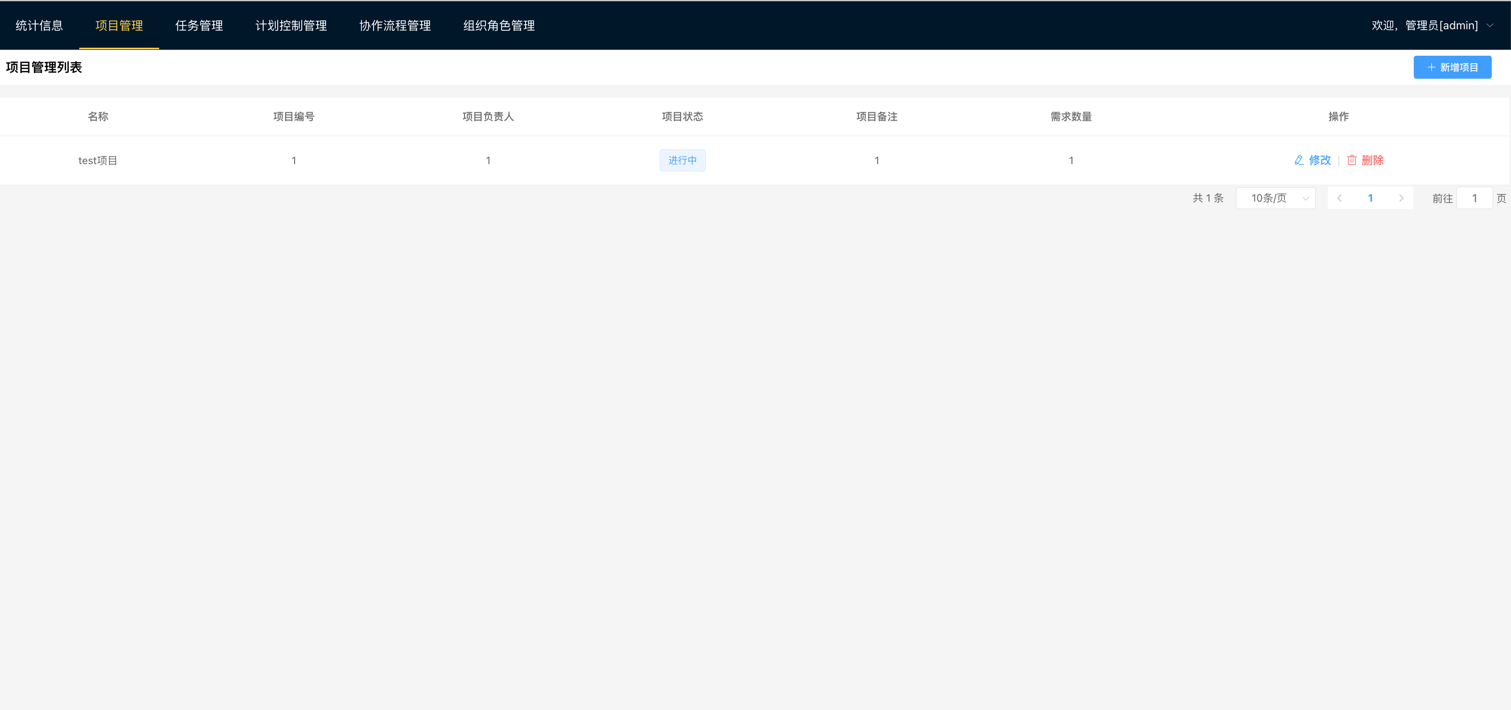 统计信息 项目管理 任务管理 计划控制管理 协作流程管理 组织角色管理 欢迎，管理员[admin]
项目管理列表 新增项目
名称 项目编号 项目负责人 项目状态 项目备注 需求数量 操作
test项目 1 1 进行中 1 1 修改 删除
共 1 条 10条/页 1 前往 1 页